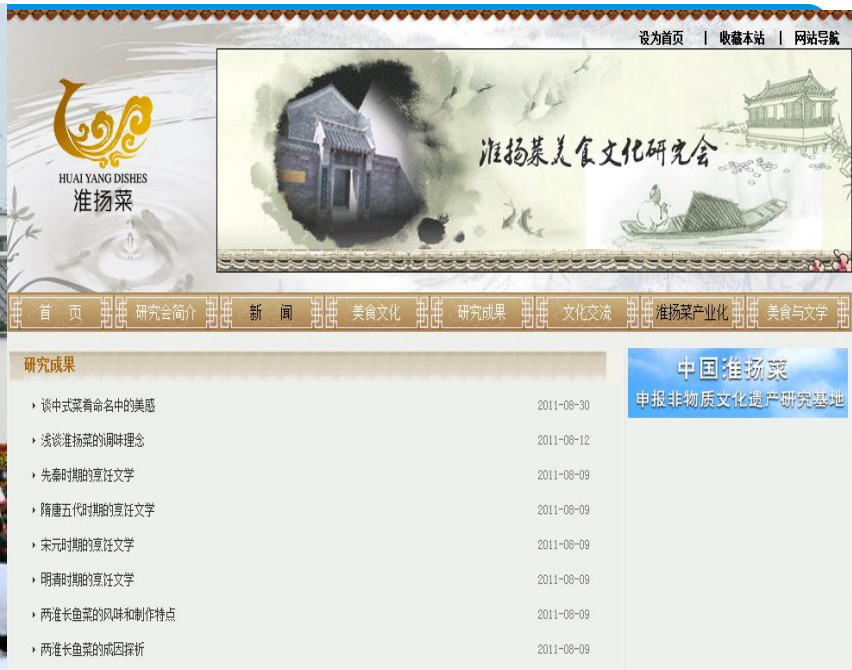 设为首页 | 收藏本站 | 网站导航
淮扬菜美食文化研究会
HUAI YANG DISHES
淮扬菜
首 页 研究会简介 新 闻 美食文化 研究成果 文化交流 淮扬菜产业化 美食与文学
研究成果
谈中式菜肴命名中的美感 2011-08-30
浅谈淮扬菜的调味理念 2011-08-12
先秦时期的烹饪文学 2011-08-09
隋唐五代时期的烹饪文学 2011-08-09
宋元时期的烹饪文学 2011-08-09
明清时期的烹饪文学 2011-08-09
两淮长鱼菜的风味和制作特点 2011-08-09
两淮长鱼菜的成因探析 2011-08-09
中国淮扬菜
申报非物质文化遗产研究基地